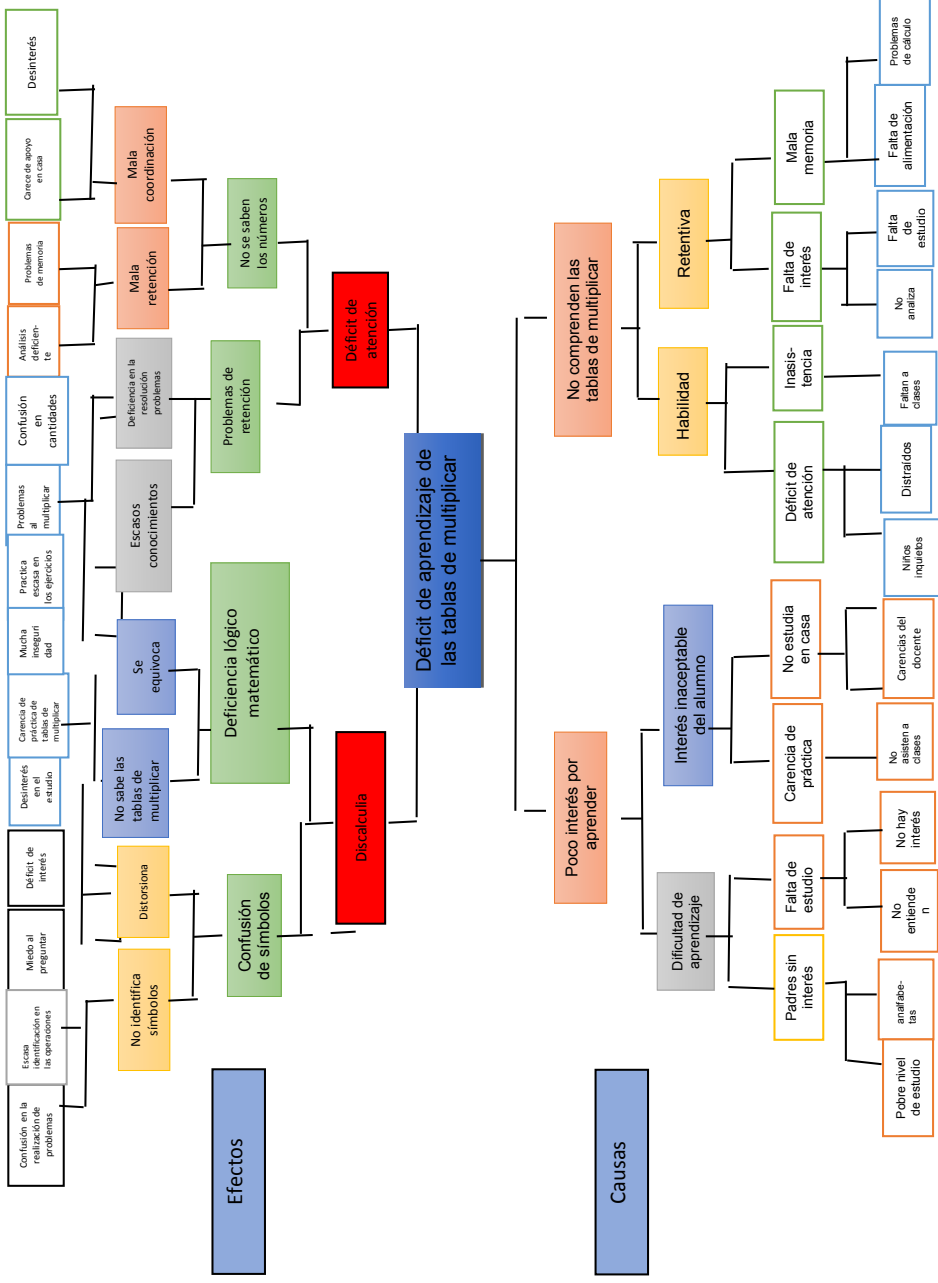 Confusión en la
realización de
problemas
Escasa
identificación en
las operaciones
Miedo al
preguntar
Déficit de
interés
Desinterés
en el
estudio
Carencia de
práctica de
tablas de
multiplicar
Mucha
inseguri
dad
Practica
escasa en
los ejercicios
Problemas
al
multiplicar
Confusión
en
cantidades
Análisis
deficien-
te
Problemas
de memoria
Carece de apoyo
en casa
Desinterés
No identifica
símbolos
Distorsiona
No sabe las
tablas de
multiplicar
Se
equivoca
Escasos
conocimientos
Deficiencia en la
resolución
problemas
Mala
retención
Mala
coordinación
Efectos
Confusión
de símbolos
Deficiencia lógico
matemático
Problemas de
retención
No se saben
los números
Discalculia
Déficit de
atención
Déficit de aprendizaje de
las tablas de multiplicar
Causas
Poco interés por
aprender
No comprenden las
tablas de multiplicar
Dificultad de
aprendizaje
Interés inaceptable
del alumno
Habilidad
Retentiva
Padres sin
interés
Falta de
estudio
Carencia de
práctica
No estudia
en casa
Déficit de
atención
Inasis-
tencia
Falta de
interés
Mala
memoria
Pobre nivel
de estudio
analfabe-
tas
No
entiende
n
No hay
interés
No
asisten a
clases
Carencias del
docente
Niños
inquietos
Distraídos
Faltan a
clases
No
analiza
Falta
de
estudio
Falta de
alimentación
Problemas
de cálculo